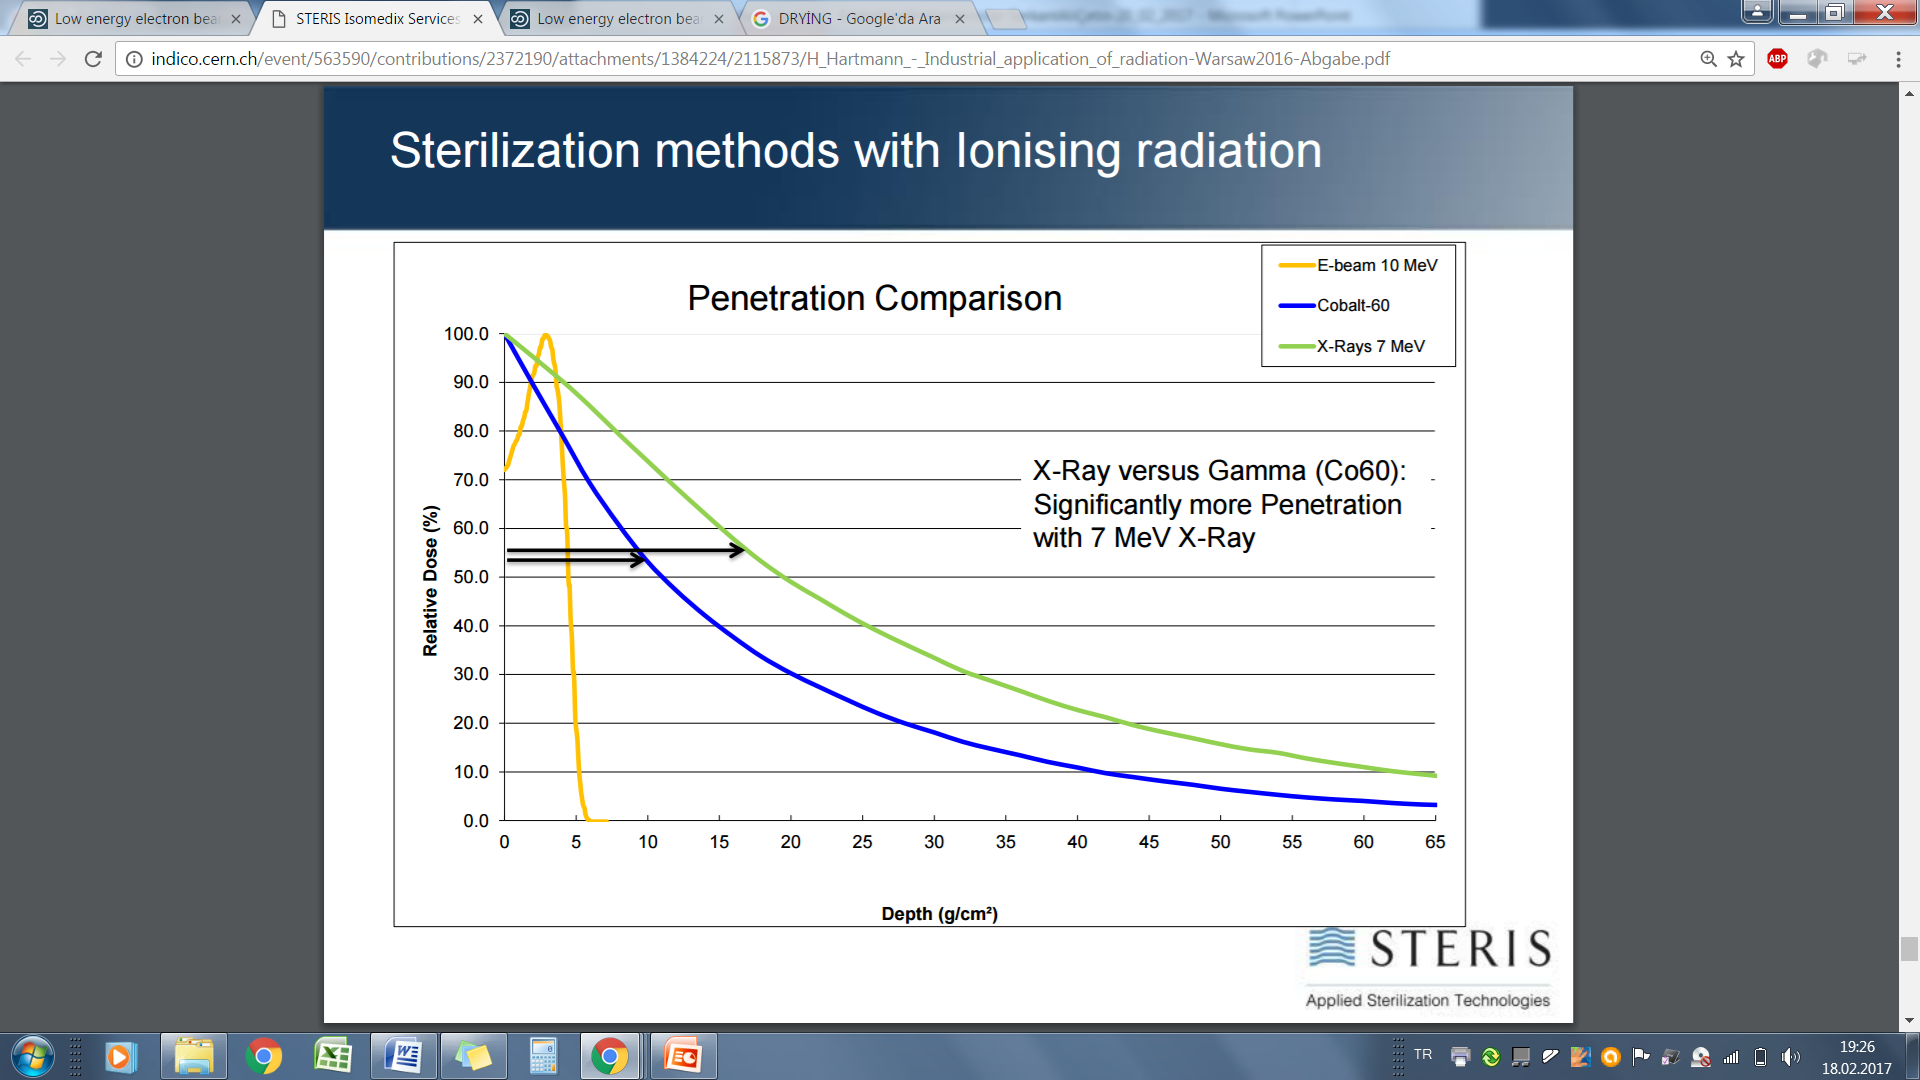 Low energy electron bea
STERIS Isomedix Services
Low energy electron bea
DRYİNG - Google'da Ara
indico.cern.ch/event/563590/contributions/2372190/attachments/1384224/2115873/H_Hartmann_-_Industrial_application_of_radiation-Warsaw2016-Abgabe.pdf
ABP
Sterilization methods with Ionising radiation
Penetration Comparison
E-beam 10 MeV
Cobalt-60
X-Rays 7 MeV
100.0
90.0
80.0
70.0
60.0
50.0
40.0
30.0
20.0
10.0
0.0
Relative Dose (%)
X-Ray versus Gamma (Co60):
Significantly more Penetration
with 7 MeV X-Ray
0 5 10 15 20 25 30 35 40 45 50 55 60 65
Depth (g/cm²)
STERIS
Applied Sterilization Technologies
TR
19:26
18.02.2017